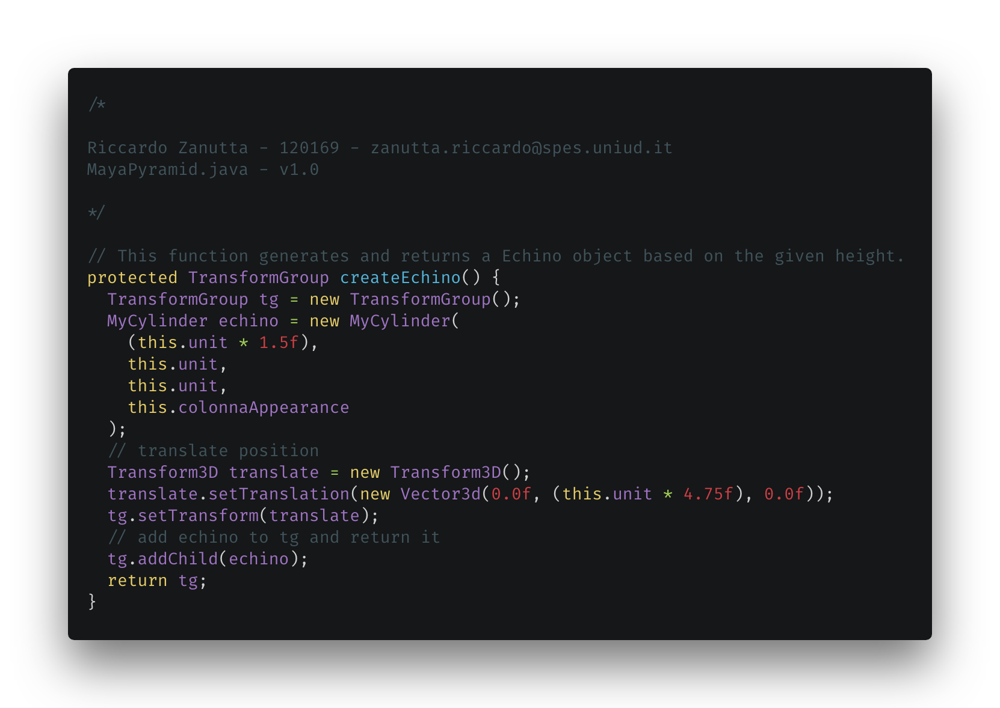 /*
Riccardo Zanutta - 120169 - zanutta.riccardo@spes.uniud.it
MayaPyramid.java - v1.0
*/
// This function generates and returns a Echino object based on the given height.
protected TransformGroup createEchino() {
  TransformGroup tg = new TransformGroup();
  MyCylinder echino = new MyCylinder(
    (this.unit * 1.5f),
    this.unit,
    this.unit,
    this.colonnaAppearance
  );
  // translate position
  Transform3D translate = new Transform3D();
  translate.setTranslation(new Vector3d(0.0f, (this.unit * 4.75f), 0.0f));
  tg.setTransform(translate);
  // add echino to tg and return it
  tg.addChild(echino);
  return tg;
}